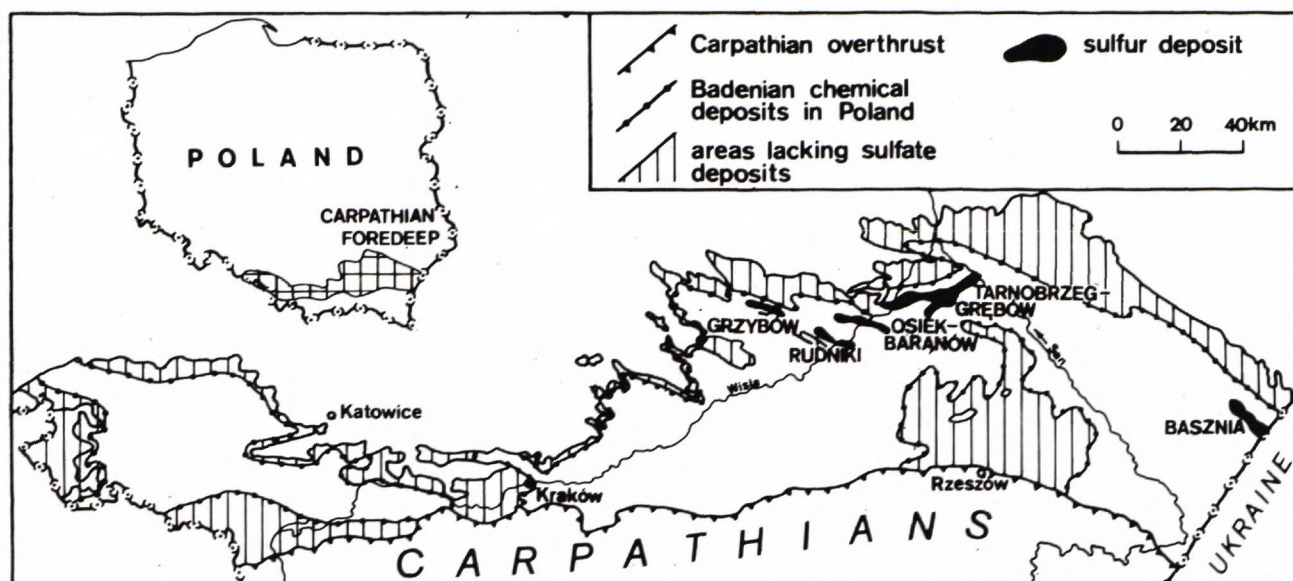 POLAND
CARPATHIAN
FOREDEEP
Carpathian overthrust
Badenian chemical
deposits in Poland
areas lacking sulfate
deposits
sulfur deposit
0 20 40km
TARNOBRZEG-
GRĘBÓW
GRZYBÓW
OSIEK-
BARANÓW
RUDNIKI
San
Wisła
Katowice
BASZNIA
Rzeszów
Kraków
CARPATHIANS
UKRAINE